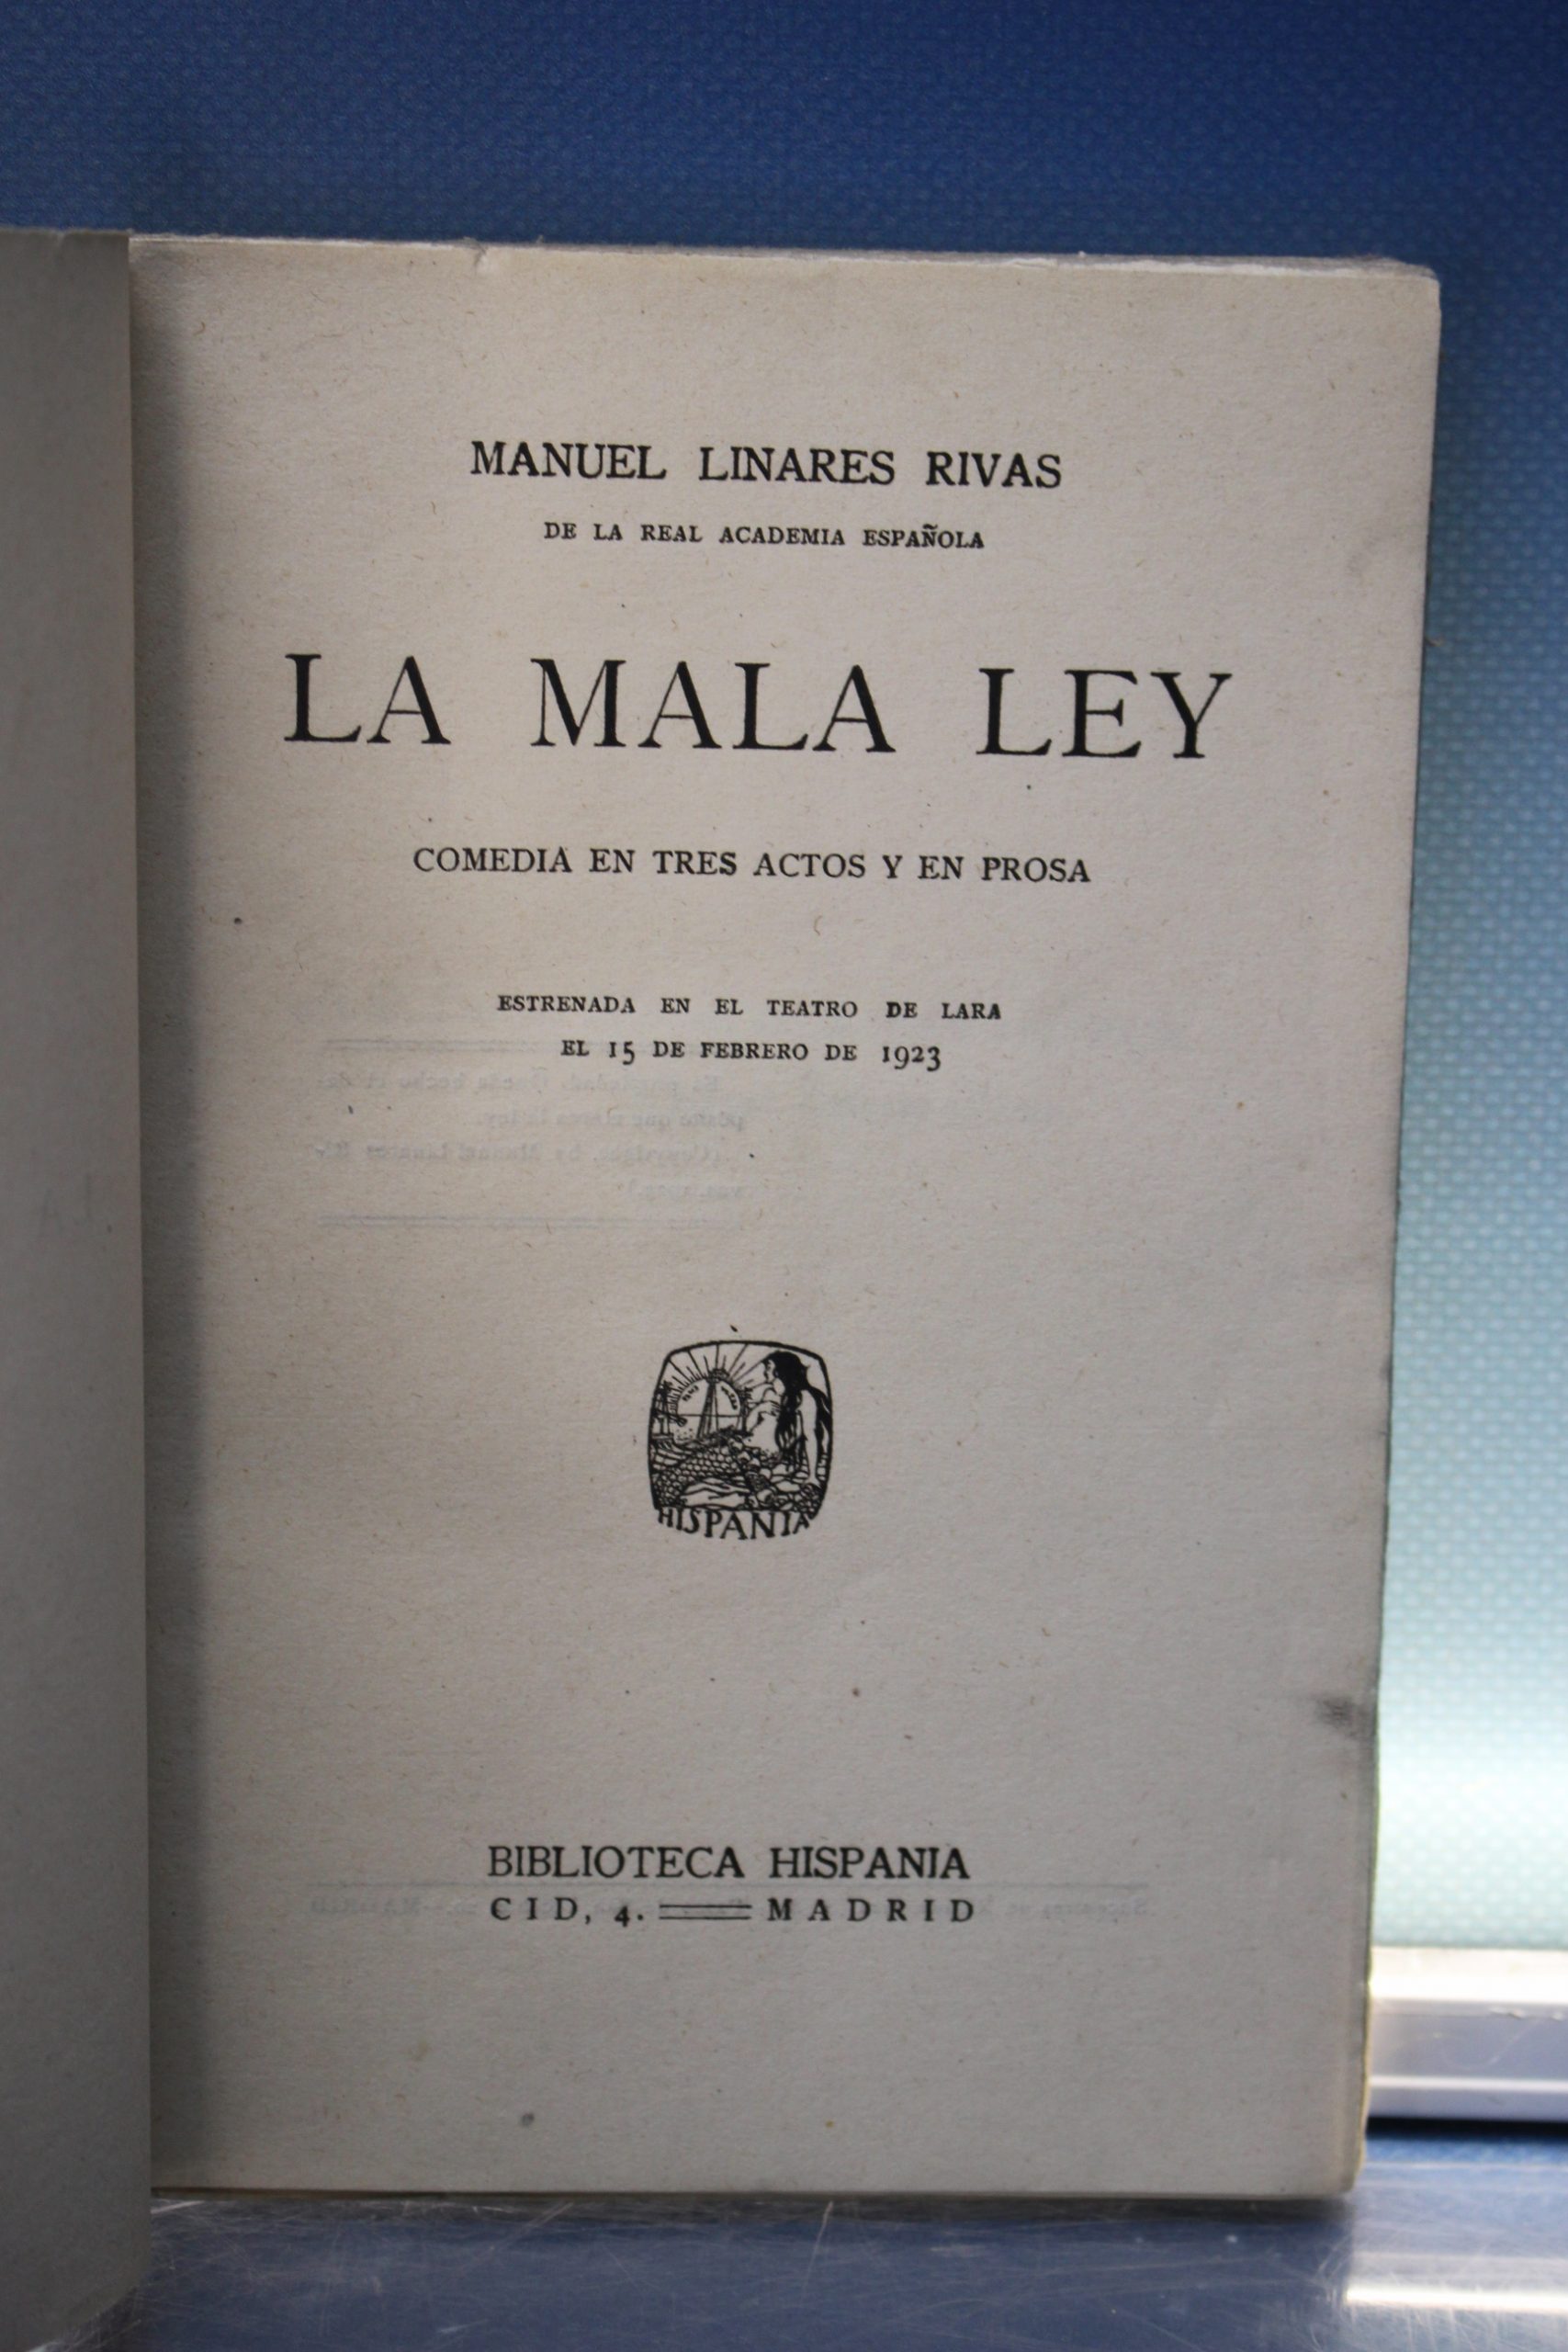 MANUEL LINARES RIVAS
DE LA REAL ACADEMIA ESPAÑOLA
LA MALA LEY
COMEDIA EN TRES ACTOS Y EN PROSA
ESTRENADA EN EL TEATRO DE LARA
EL 15 DE FEBRERO DE 1923
HISPANIA
BIBLIOTECA HISPANIA
CID, 4. MADRID